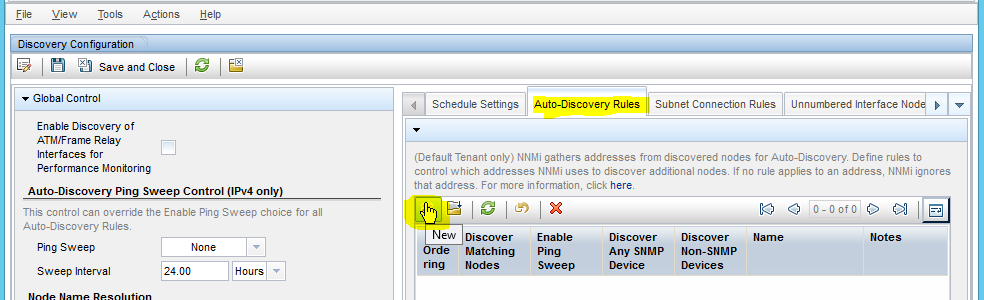 File View Tools Actions Help
Discovery Configuration
Save and Close
Global Control
Enable Discovery of
ATM/Frame Relay
Interfaces for
Performance Monitoring
Auto-Discovery Ping Sweep Control (IPv4 only)
This control can override the Enable Ping Sweep choice for all
Auto-Discovery Rules.
Ping Sweep None
Sweep Interval 24.00 Hours
Node Name Resolution
Schedule Settings Auto-Discovery Rules Subnet Connection Rules Unnumbered Interface Node
(Default Tenant only) NNMi gathers addresses from discovered nodes for Auto-Discovery. Define rules to
control which addresses NNMi uses to discover additional nodes. If no rule applies to an address, NNMi ignores
that address. For more information, click here.
0 - 0 of 0
New
Orde
ring
Discover
Matching
Nodes
Enable
Ping
Sweep
Discover
Any SNMP
Device
Discover
Non-SNMP
Devices
Name
Notes